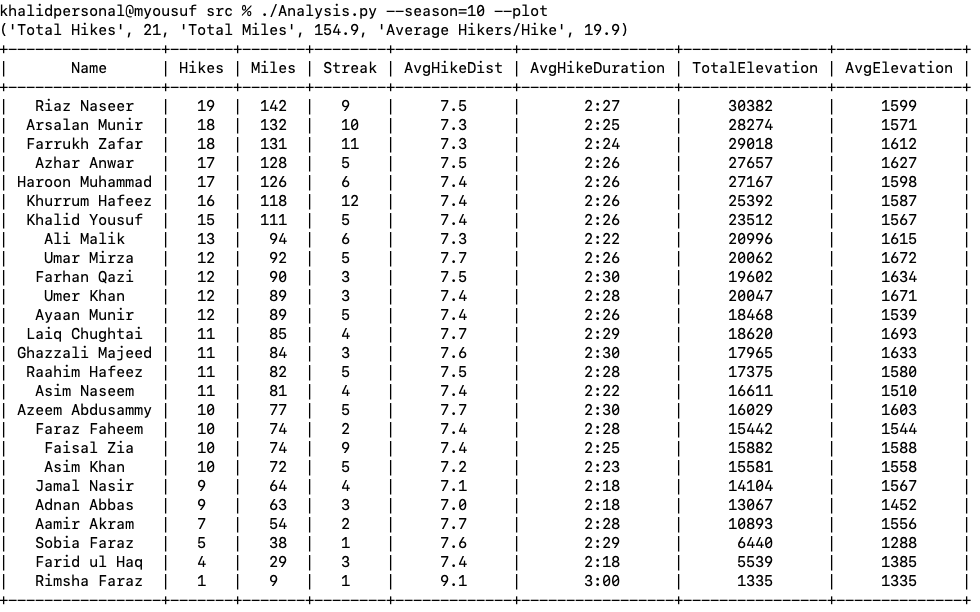 khalidpersonal@myousuf src % ./Analysis.py --season=10 --plot
('Total Hikes', 21, 'Total Miles', 154.9, 'Average Hikers/Hike', 19.9)
+------------------+-------+-------+--------+-------------+-----------------+----------------+--------------+
| Name | Hikes | Miles | Streak | AvgHikeDist | AvgHikeDuration | TotalElevation | AvgElevation |
+------------------+-------+-------+--------+-------------+-----------------+----------------+--------------+
| Riaz Naseer | 19 | 142 | 9 | 7.5 | 2:27 | 30382 | 1599 |
| Arsalan Munir | 18 | 132 | 10 | 7.3 | 2:25 | 28274 | 1571 |
| Farrukh Zafar | 18 | 131 | 11 | 7.3 | 2:24 | 29018 | 1612 |
| Azhar Anwar | 17 | 128 | 5 | 7.5 | 2:26 | 27657 | 1627 |
| Haroon Muhammad | 17 | 126 | 6 | 7.4 | 2:26 | 27167 | 1598 |
| Khurrum Hafeez | 16 | 118 | 12 | 7.4 | 2:26 | 25392 | 1587 |
| Khalid Yousuf | 15 | 111 | 5 | 7.4 | 2:26 | 23512 | 1567 |
| Ali Malik | 13 | 94 | 6 | 7.3 | 2:22 | 20996 | 1615 |
| Umar Mirza | 12 | 92 | 5 | 7.7 | 2:26 | 20062 | 1672 |
| Farhan Qazi | 12 | 90 | 3 | 7.5 | 2:30 | 19602 | 1634 |
| Umer Khan | 12 | 89 | 3 | 7.4 | 2:28 | 20047 | 1671 |
| Ayaan Munir | 12 | 89 | 5 | 7.4 | 2:26 | 18468 | 1539 |
| Laiq Chughtai | 11 | 85 | 4 | 7.7 | 2:29 | 18620 | 1693 |
| Ghazzali Majeed | 11 | 84 | 3 | 7.6 | 2:30 | 17965 | 1633 |
| Raahim Hafeez | 11 | 82 | 5 | 7.5 | 2:28 | 17375 | 1580 |
| Asim Naseem | 11 | 81 | 4 | 7.4 | 2:22 | 16611 | 1510 |
| Azeem Abdusammy | 10 | 77 | 5 | 7.7 | 2:30 | 16029 | 1603 |
| Faraz Faheem | 10 | 74 | 2 | 7.4 | 2:28 | 15442 | 1544 |
| Faisal Zia | 10 | 74 | 9 | 7.4 | 2:25 | 15882 | 1588 |
| Asim Khan | 10 | 72 | 5 | 7.2 | 2:23 | 15581 | 1558 |
| Jamal Nasir | 9 | 64 | 4 | 7.1 | 2:18 | 14104 | 1567 |
| Adnan Abbas | 9 | 63 | 3 | 7.0 | 2:18 | 13067 | 1452 |
| Aamir Akram | 7 | 54 | 2 | 7.7 | 2:28 | 10893 | 1556 |
| Sobia Faraz | 5 | 38 | 1 | 7.6 | 2:29 | 6440 | 1288 |
| Farid ul Haq | 4 | 29 | 3 | 7.4 | 2:18 | 5539 | 1385 |
| Rimsha Faraz | 1 | 9 | 1 | 9.1 | 3:00 | 1335 | 1335 |
+------------------+-------+-------+--------+-------------+-----------------+----------------+--------------+